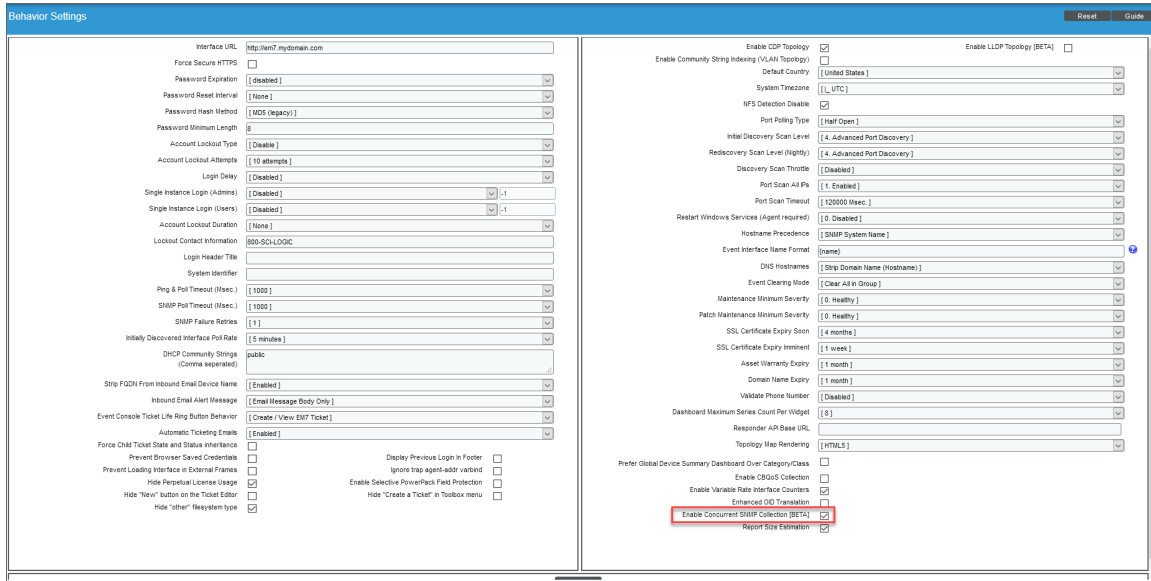 Behavior Settings
Reset Guide
Interface URL http://em7.mydomain.com
Force Secure HTTPS
Password Expiration [ disabled ]
Password Reset Interval [ None ]
Password Hash Method [ MD5 (legacy) ]
Password Minimum Length 8
Account Lockout Type [ Disable ]
Account Lockout Attempts [ 10 attempts ]
Login Delay [ Disabled ]
Single Instance Login (Admins) [ Disabled ] -1
Single Instance Login (Users) [ Disabled ] -1
Account Lockout Duration [ None ]
Lockout Contact Information 800-SCI-LOGIC
Login Header Title
System Identifier
Ping & Poll Timeout (Msec.) [ 1000 ]
SNMP Poll Timeout (Msec.) [ 1000 ]
SNMP Failure Retries [ 1 ]
Initially Discovered Interface Poll Rate [ 5 minutes ]
DHCP Community Strings public
(Comma seperated)
Strip FQDN From Inbound Email Device Name [ Enabled ]
Inbound Email Alert Message [ Email Message Body Only ]
Event Console Ticket Life Ring Button Behavior [ Create / View EM7 Ticket ]
Automatic Ticketing Emails [ Enabled ]
Force Child Ticket State and Status inheritance
Prevent Browser Saved Credentials Display Previous Login In Footer
Prevent Loading Interface in External Frames Ignore trap agent-addr varbind
Hide Perpetual License Usage Enable Selective PowerPack Field Protection
Hide "New" button on the Ticket Editor Hide "Create a Ticket" in Toolbox menu
Hide "other" filesystem type
Enable CDP Topology Enable LLDP Topology [BETA]
Enable Community String Indexing (VLAN Topology)
Default Country [ United States ]
System Timezone [ |_ UTC ]
NFS Detection Disable
Port Polling Type [ Half Open ]
Initial Discovery Scan Level [ 4. Advanced Port Discovery ]
Rediscovery Scan Level (Nightly) [ 4. Advanced Port Discovery ]
Discovery Scan Throttle [ Disabled ]
Port Scan All IPs [ 1. Enabled ]
Port Scan Timeout [ 120000 Msec. ]
Restart Windows Services (Agent required) [ 0. Disabled ]
Hostname Precedence [ SNMP System Name ]
Event Interface Name Format {name} ?
DNS Hostnames [ Strip Domain Name (Hostname) ]
Event Clearing Mode [ Clear All in Group ]
Maintenance Minimum Severity [ 0. Healthy ]
Patch Maintenance Minimum Severity [ 0. Healthy ]
SSL Certificate Expiry Soon [ 4 months ]
SSL Certificate Expiry Imminent [ 1 week ]
Asset Warranty Expiry [ 1 month ]
Domain Name Expiry [ 1 month ]
Validate Phone Number [ Disabled ]
Dashboard Maximum Series Count Per Widget [ 8 ]
Responder API Base URL
Topology Map Rendering [ HTML5 ]
Prefer Global Device Summary Dashboard Over Category/Class
Enable CBQoS Collection
Enable Variable Rate Interface Counters
Enhanced OID Translation
Enable Concurrent SNMP Collection [BETA]
Report Size Estimation